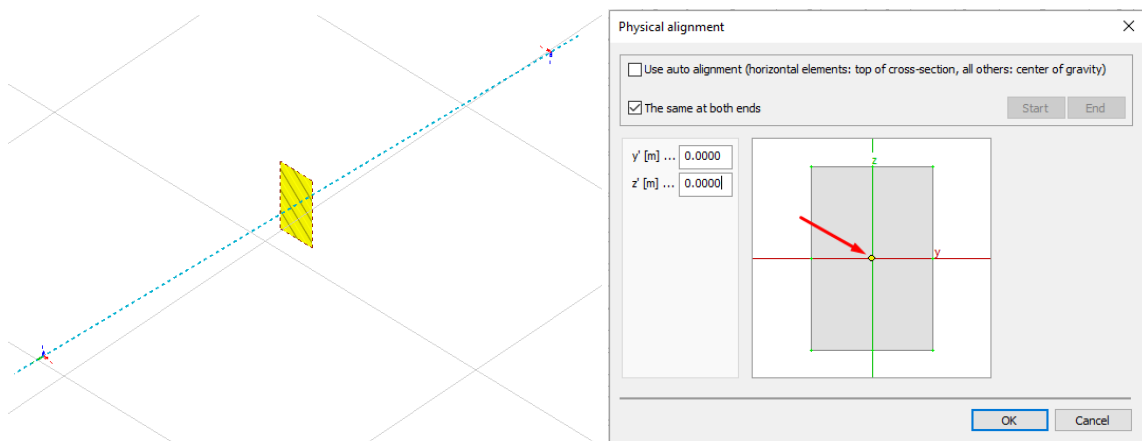 Physical alignment
Use auto alignment (horizontal elements: top of cross-section, all others: center of gravity)
The same at both ends
Start End
y' [m] ... 0.0000
z' [m] ... 0.0000
z
y
OK Cancel